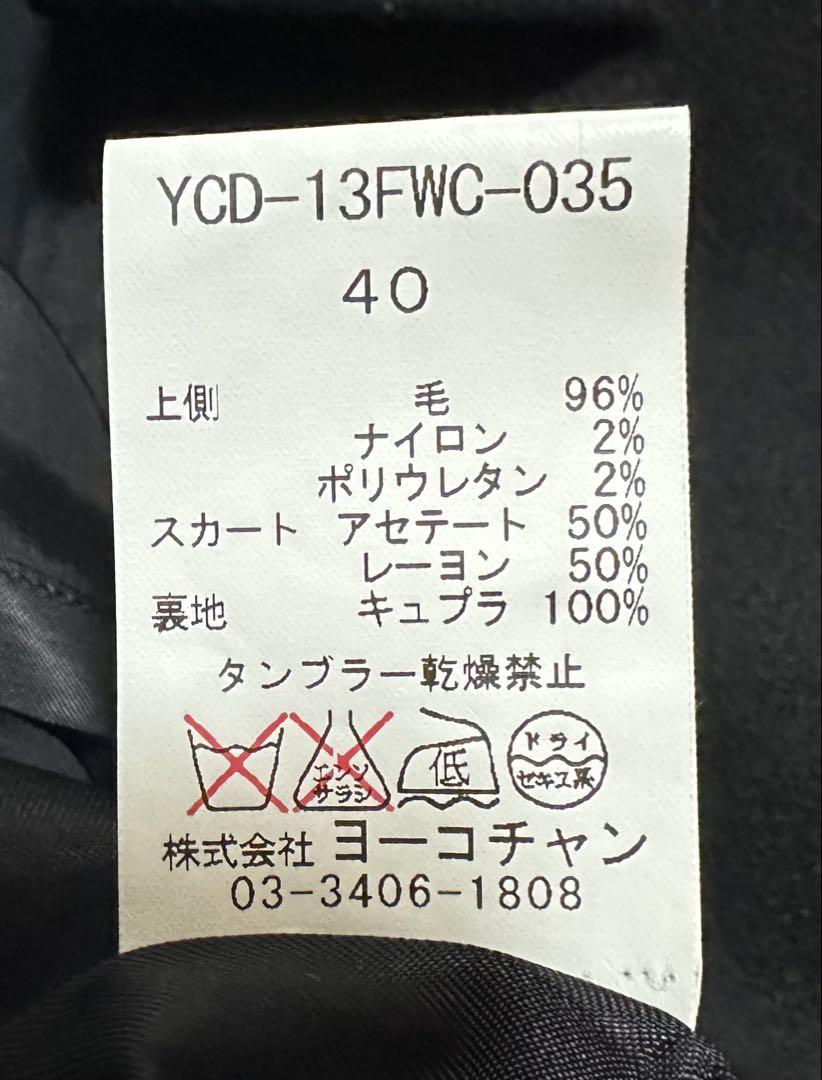 YCD-13FWC-035
40
上側 毛 96%
ナイロン 2%
ポリウレタン 2%
スカート アセテート 50%
レーヨン 50%
裏地 キュプラ 100%
タンブラー乾燥禁止
エンソ
サラシ
低
ドライ
セキユ系
株式会社 ヨーコチャン
03-3406-1808